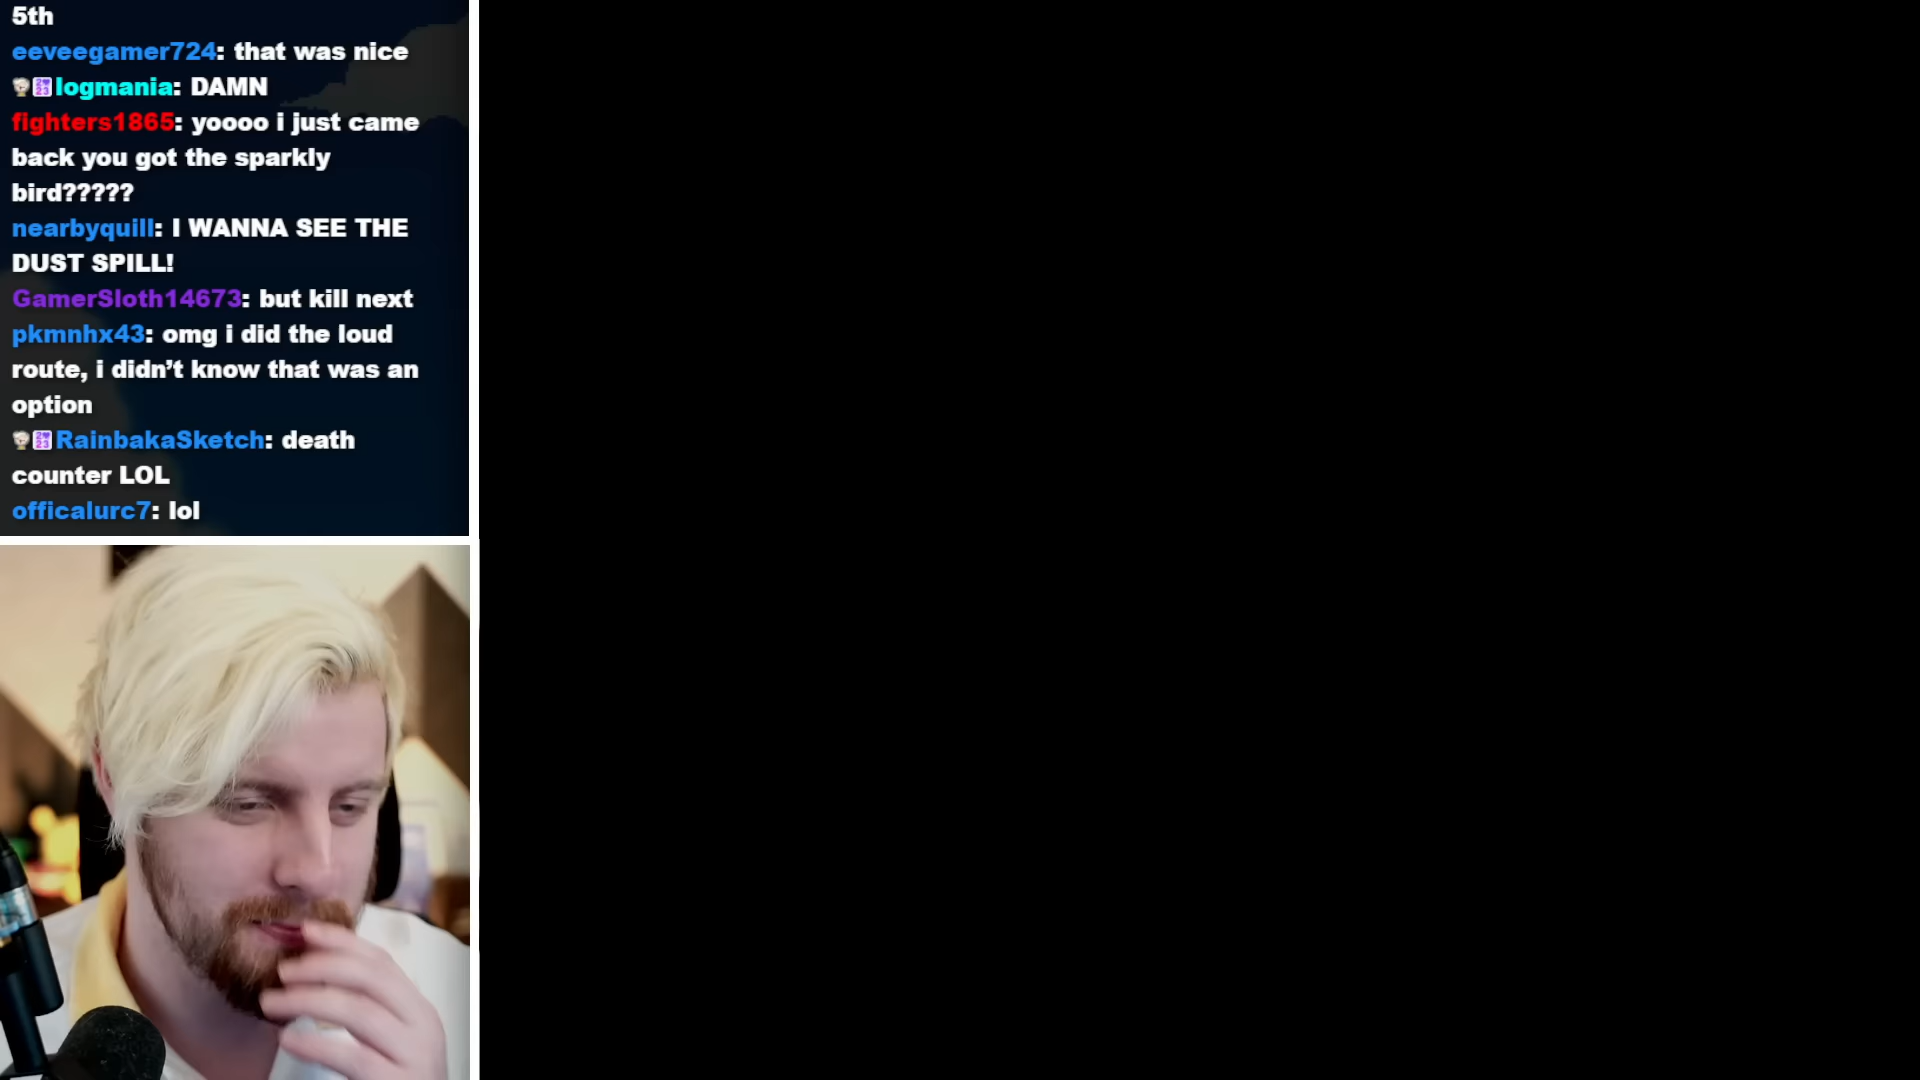 5th
eeveegamer724: that was nice
logmania: DAMN
fighters1865: yoooo i just came
back you got the sparkly
bird?????
nearbyquill: I WANNA SEE THE
DUST SPILL!
GamerSloth14673: but kill next
pkmnhx43: omg i did the loud
route, i didn’t know that was an
option
RainbakaSketch: death
counter LOL
officalurc7: lol